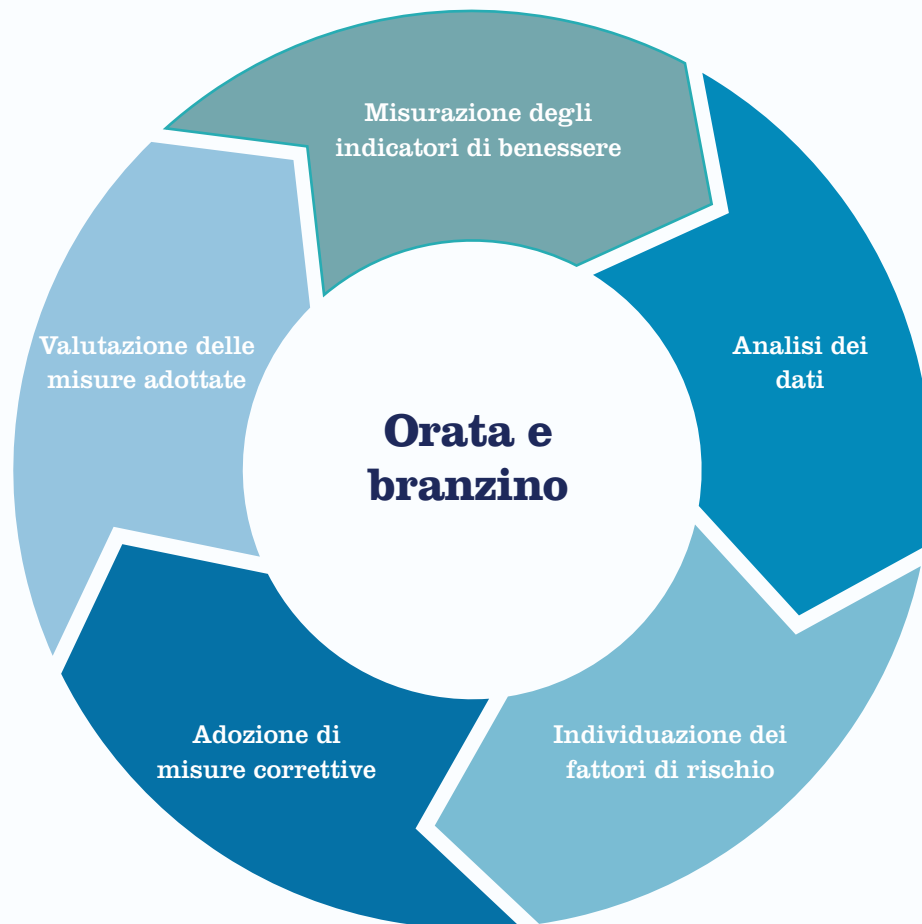 Misurazione degli
indicatori di benessere
Analisi dei
dati
Individuazione dei
fattori di rischio
Adozione di
misure correttive
Valutazione delle
misure adottate
Orata e
branzino